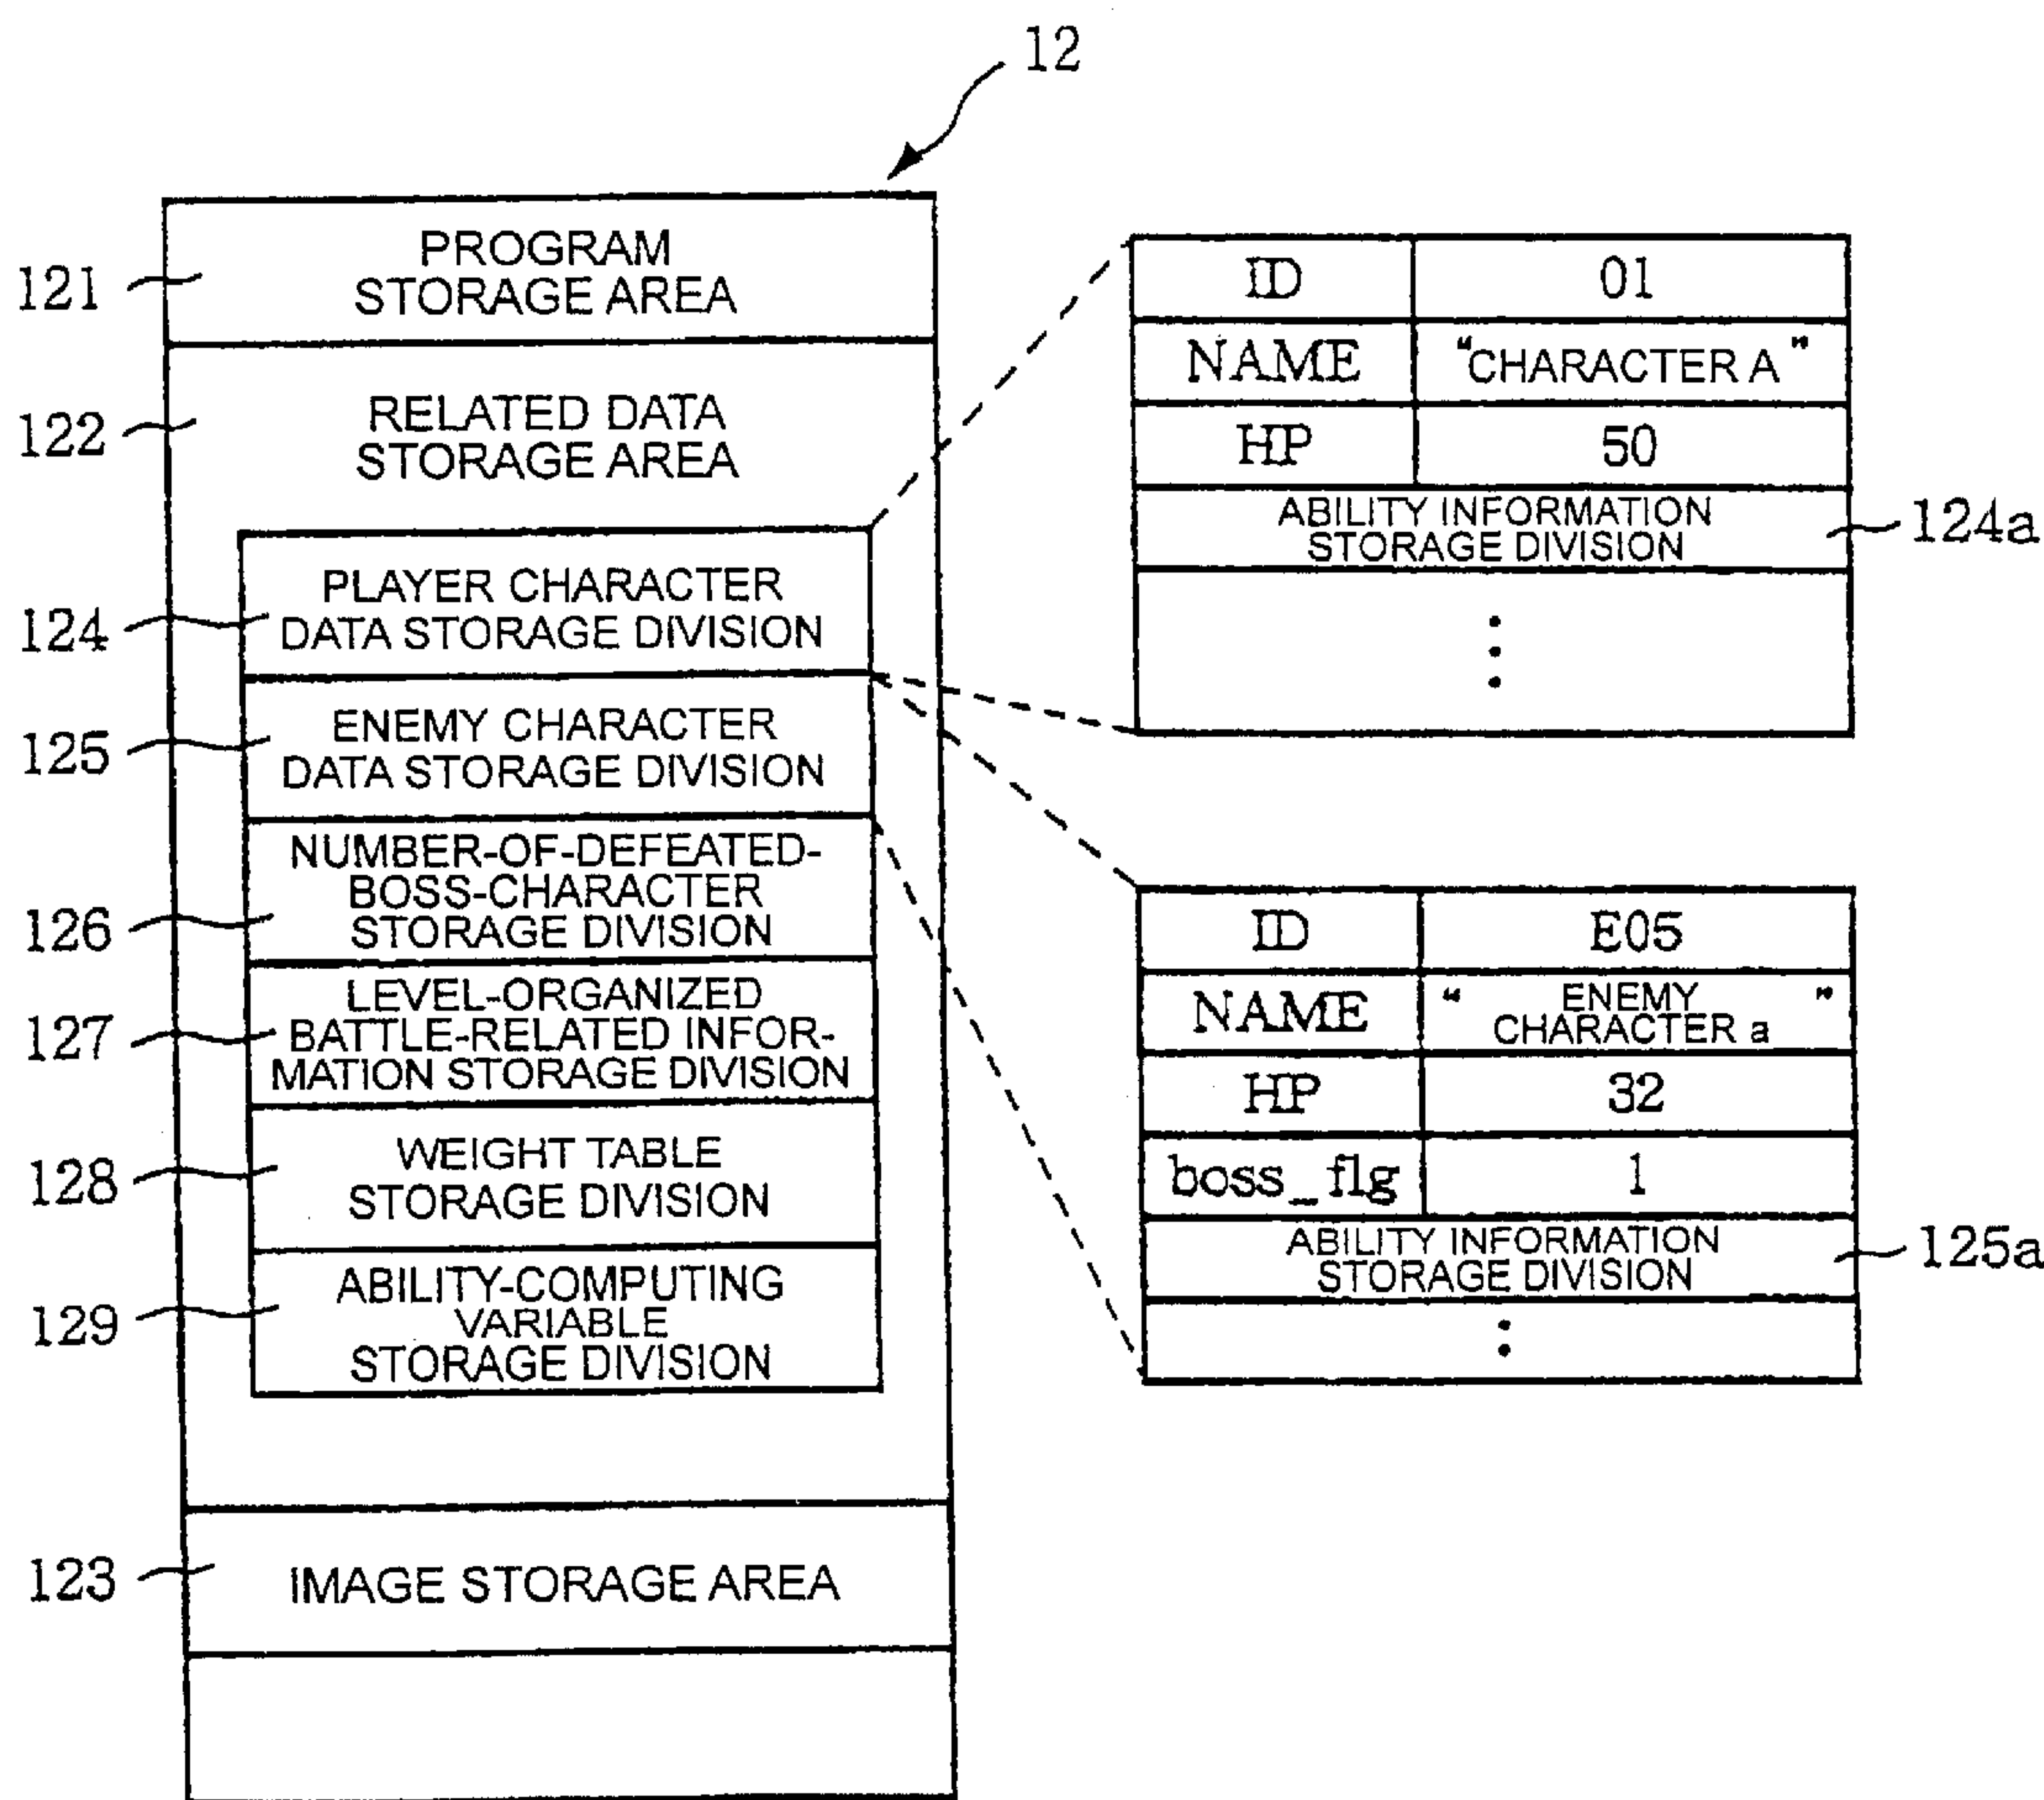 12
121
PROGRAM
STORAGE AREA
122
RELATED DATA
STORAGE AREA
124
PLAYER CHARACTER
DATA STORAGE DIVISION
125
ENEMY CHARACTER
DATA STORAGE DIVISION
126
NUMBER-OF-DEFEATED-
BOSS-CHARACTER
STORAGE DIVISION
127
LEVEL-ORGANIZED
BATTLE-RELATED INFOR-
MATION STORAGE DIVISION
128
WEIGHT TABLE
STORAGE DIVISION
129
ABILITY-COMPUTING
VARIABLE
STORAGE DIVISION
123
IMAGE STORAGE AREA
ID 01
NAME "CHARACTER A"
HP 50
ABILITY INFORMATION
STORAGE DIVISION
124a
ID E05
NAME " ENEMY "
CHARACTER a
HP 32
boss_flg 1
ABILITY INFORMATION
STORAGE DIVISION
125a